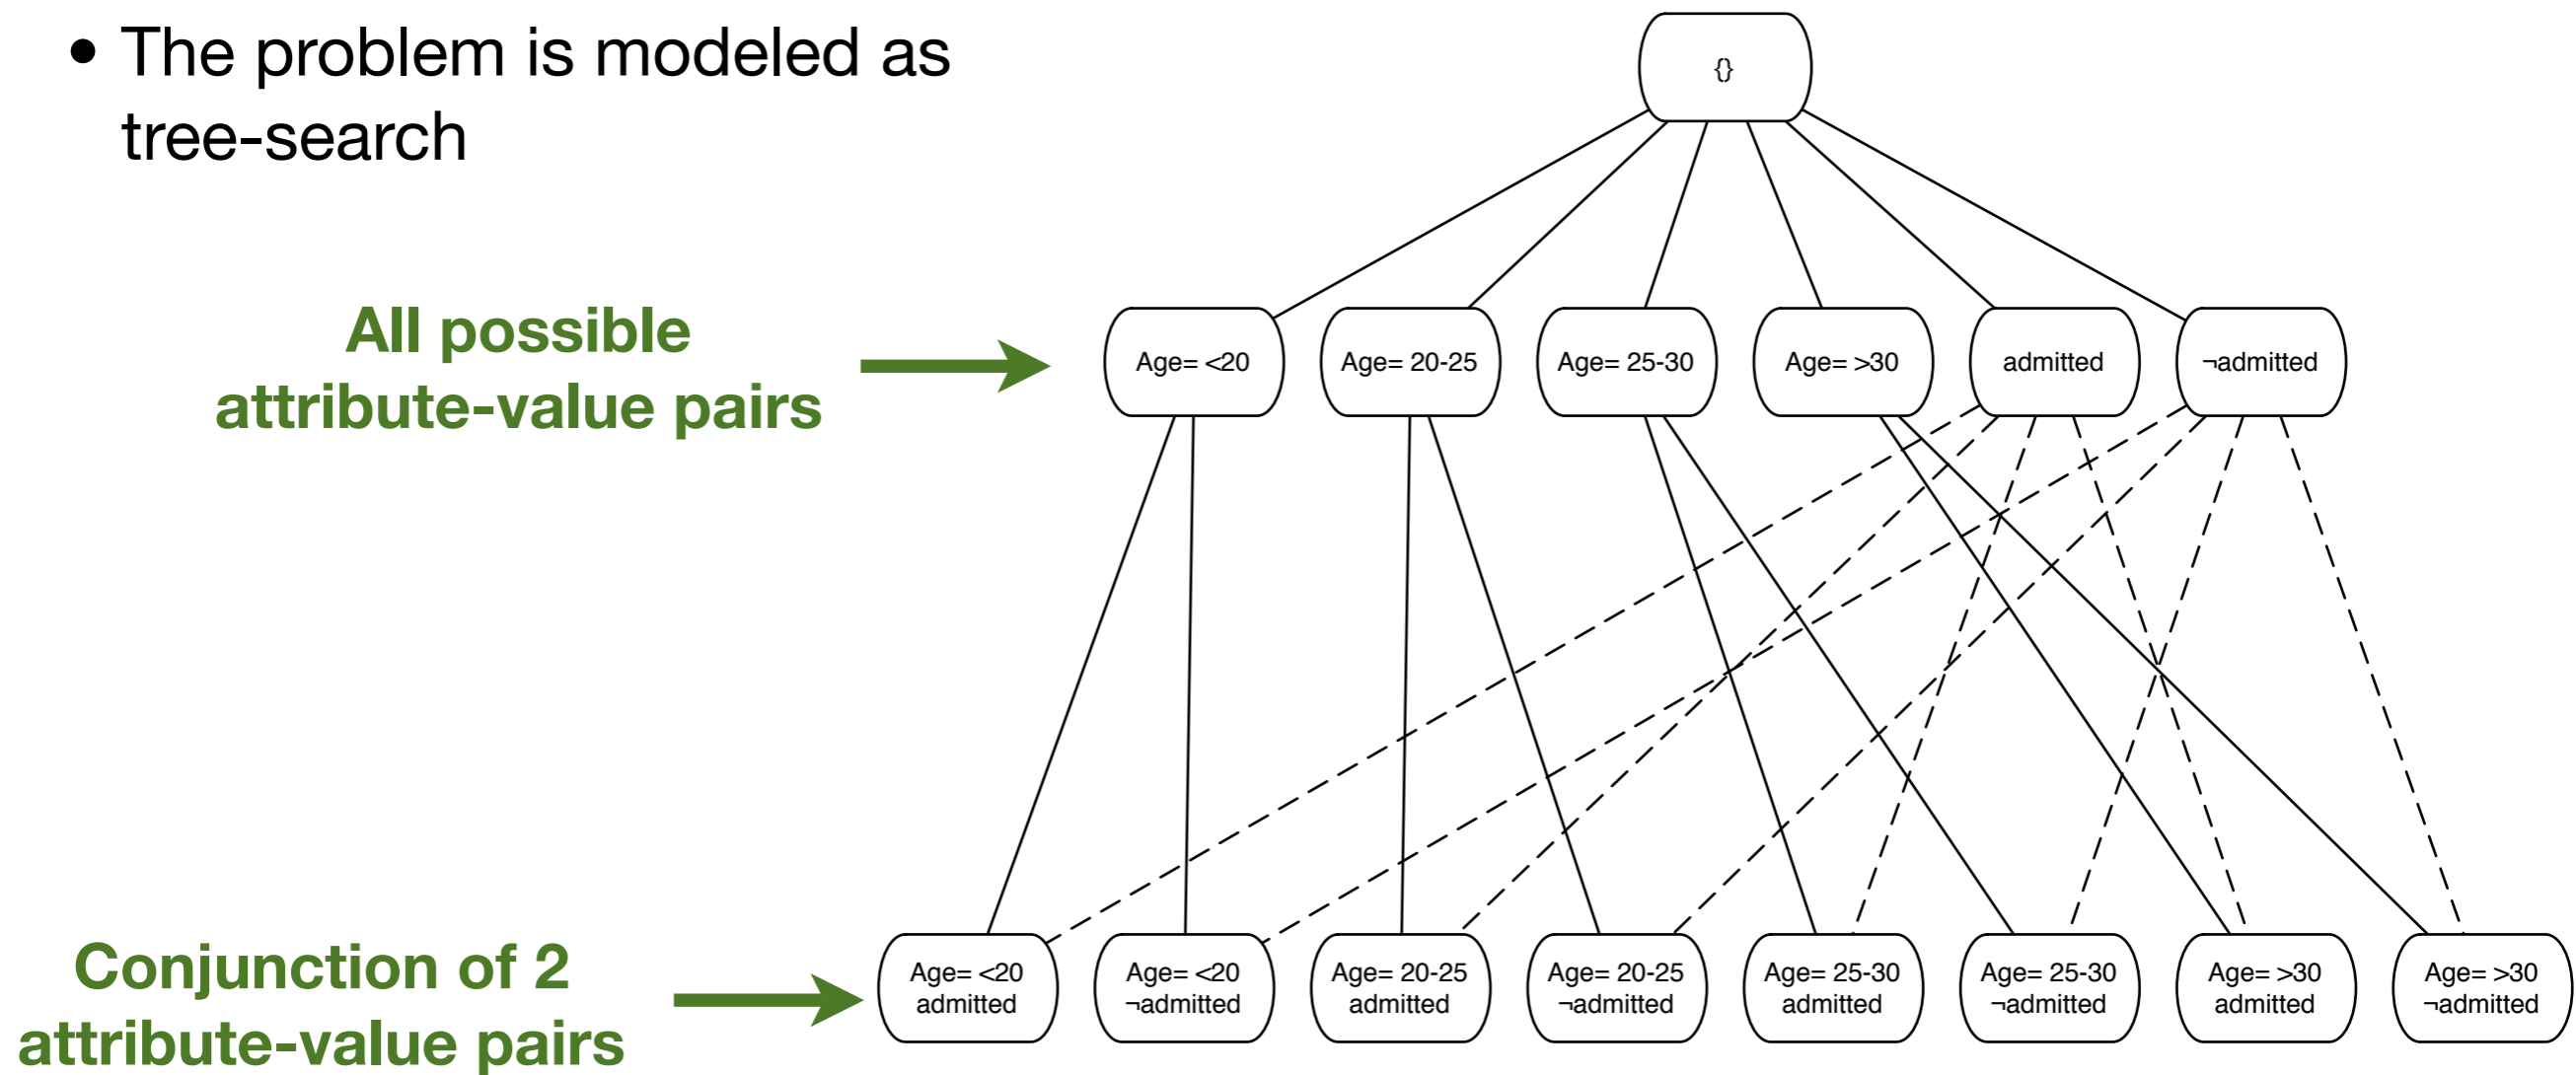 • The problem is modeled as
tree-search
{}
All possible
attribute-value pairs
Age= <20
Age= 20-25
Age= 25-30
Age= >30
admitted
¬admitted
Conjunction of 2
attribute-value pairs
Age= <20
admitted
Age= <20
¬admitted
Age= 20-25
admitted
Age= 20-25
¬admitted
Age= 25-30
admitted
Age= 25-30
¬admitted
Age= >30
admitted
Age= >30
¬admitted